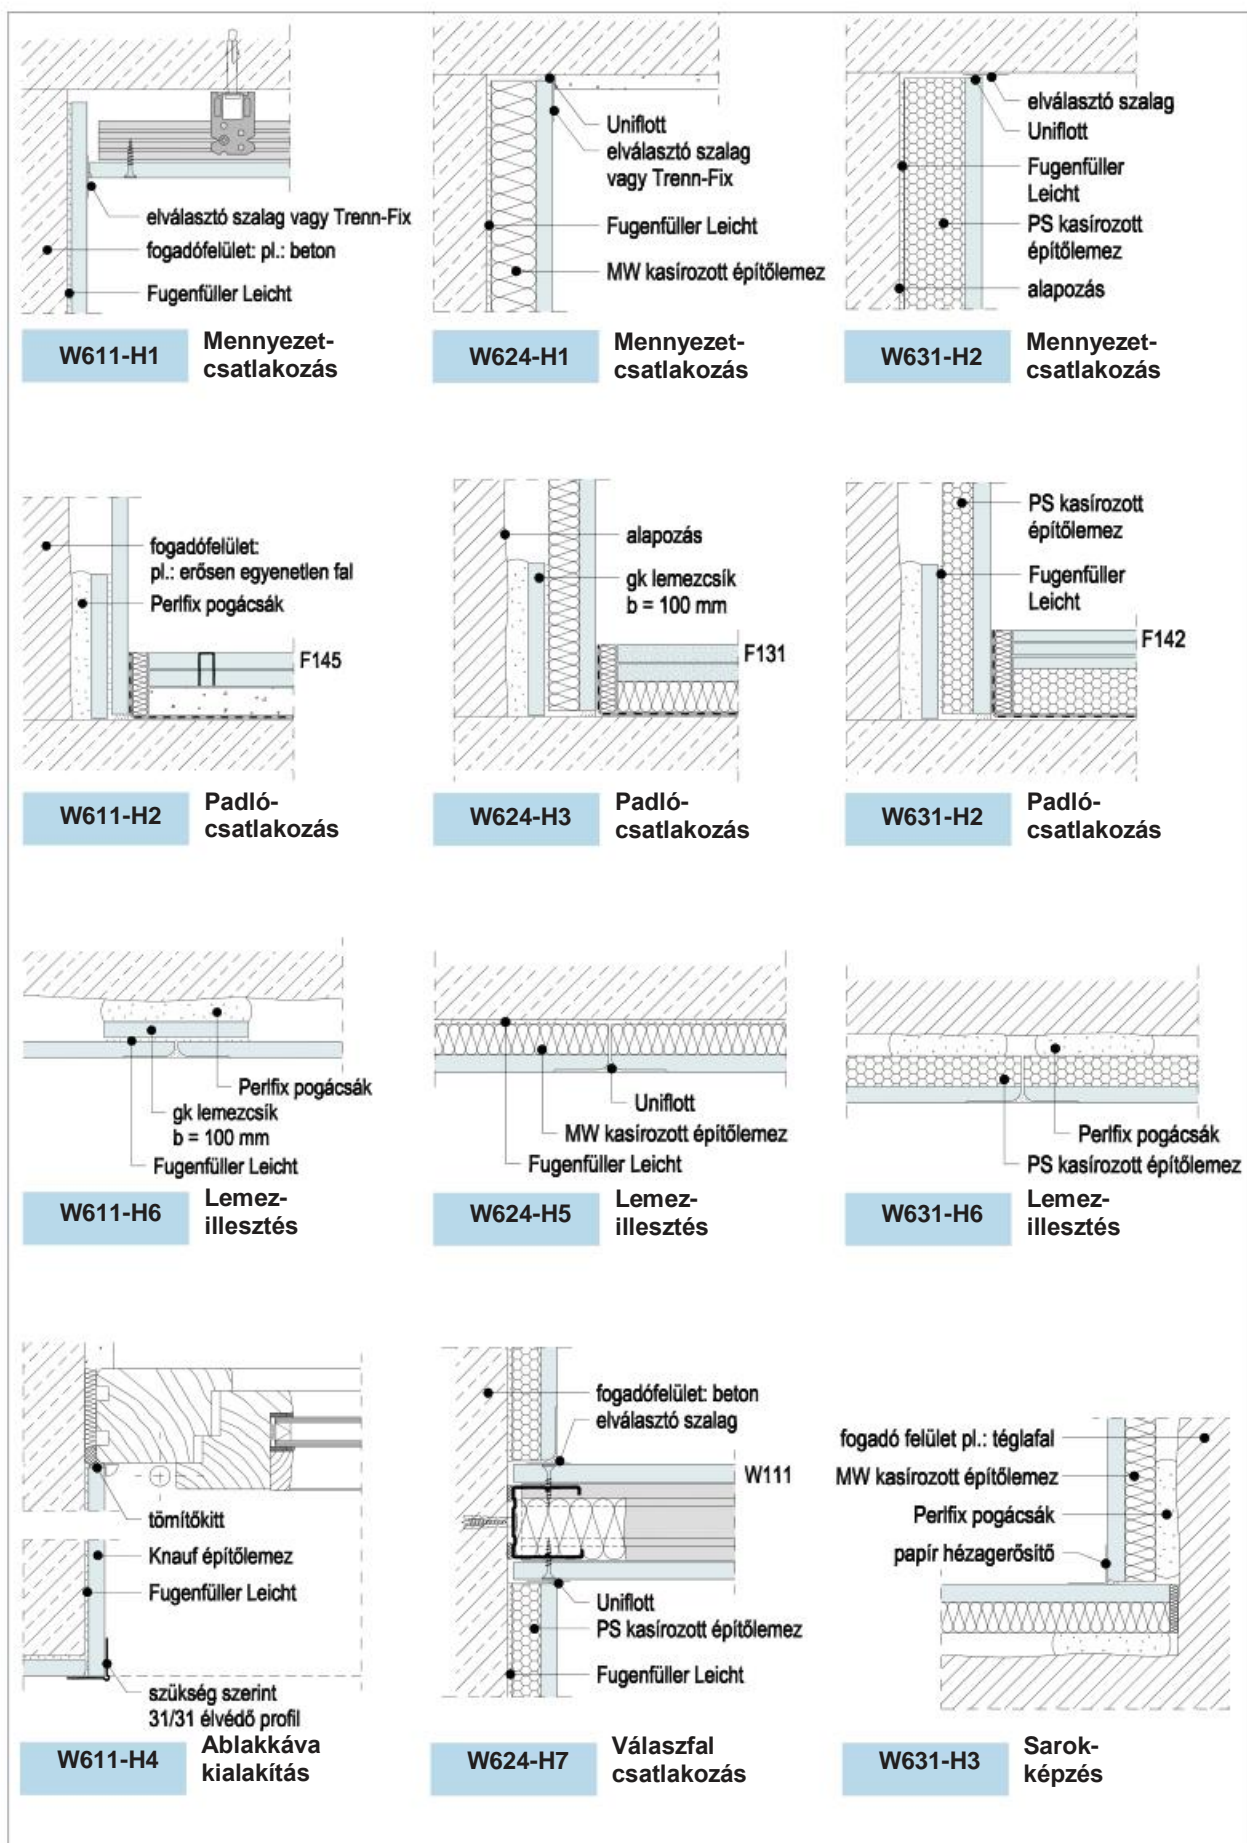 elválasztó szalag vagy Trenn-Fix
fogadófelület: pl.: beton
Fugenfüller Leicht
W611-H1
Mennyezet-
csatlakozás
Uniflott
elválasztó szalag
vagy Trenn-Fix
Fugenfüller Leicht
MW kasírozott építőlemez
W624-H1
Mennyezet-
csatlakozás
elválasztó szalag
Uniflott
Fugenfüller
Leicht
PS kasírozott
építőlemez
alapozás
W631-H2
Mennyezet-
csatlakozás
fogadófelület:
pl.: erősen egyenetlen fal
Perlfix pogácsák
F145
W611-H2
Padló-
csatlakozás
alapozás
gk lemezcsík
b = 100 mm
F131
W624-H3
Padló-
csatlakozás
PS kasírozott
építőlemez
Fugenfüller
Leicht
F142
W631-H2
Padló-
csatlakozás
Perlfix pogácsák
gk lemezcsík
b = 100 mm
Fugenfüller Leicht
W611-H6
Lemez-
illesztés
Uniflott
MW kasírozott építőlemez
Fugenfüller Leicht
W624-H5
Lemez-
illesztés
Perlfix pogácsák
PS kasírozott építőlemez
W631-H6
Lemez-
illesztés
tömítőkitt
Knauf építőlemez
Fugenfüller Leicht
szükség szerint
31/31 élvédő profil
W611-H4
Ablakkáva
kialakítás
fogadófelület: beton
elválasztó szalag
W111
Uniflott
PS kasírozott építőlemez
Fugenfüller Leicht
W624-H7
Válaszfal
csatlakozás
fogadó felület pl.: téglafal
MW kasírozott építőlemez
Perlfix pogácsák
papír hézagerősítő
W631-H3
Sarok-
képzés